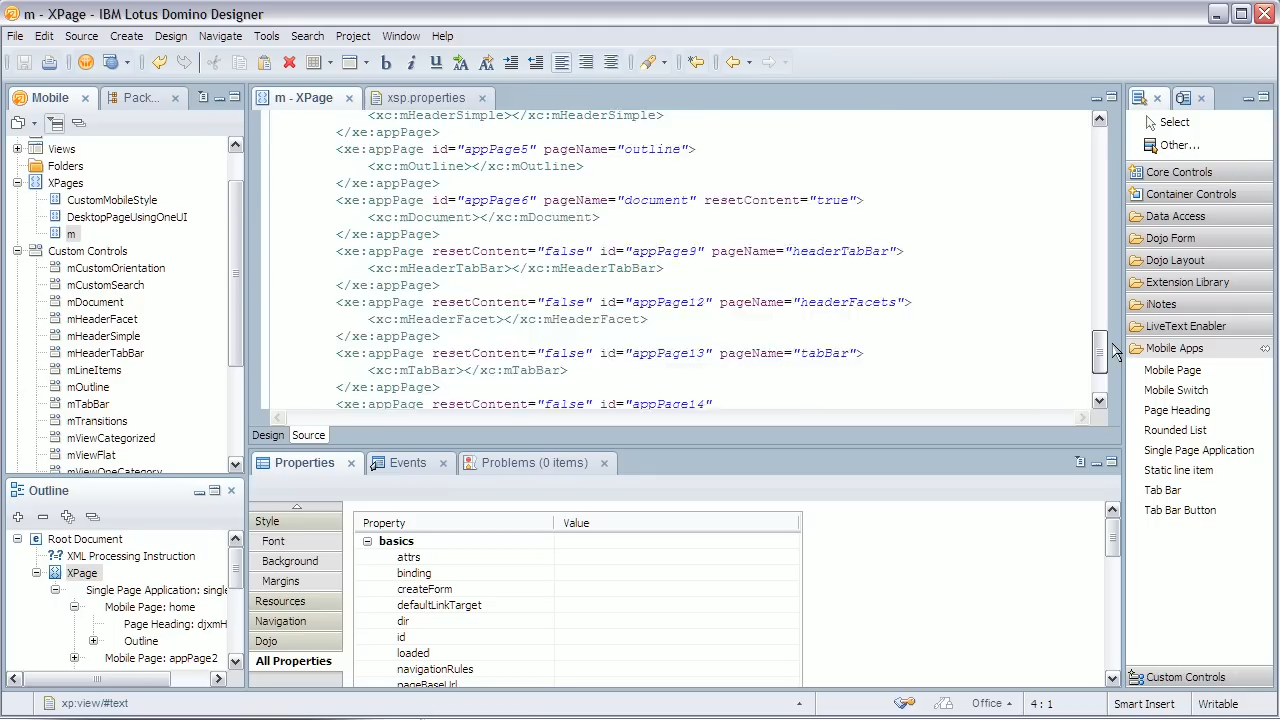 m - XPage - IBM Lotus Domino Designer
File Edit Source Create Design Navigate Tools Search Project Window Help
b i u
Mobile
Pack...
Views
Folders
XPages
CustomMobileStyle
DesktopPageUsingOneUI
m
Custom Controls
mCustomOrientation
mCustomSearch
mDocument
mHeaderFacet
mHeaderSimple
mHeaderTabBar
mLineItems
mOutline
mTabBar
mTransitions
mViewCategorized
mViewFlat
mViewOneCategory
Outline
Root Document
XML Processing Instruction
XPage
Single Page Application: single
Mobile Page: home
Page Heading: djxmH
Outline
Mobile Page: appPage2
m - XPage
xsp.properties
<xc:mHeaderSimple></xc:mHeaderSimple>
</xe:appPage>
<xe:appPage id="appPage5" pageName="outline">
<xc:mOutline></xc:mOutline>
</xe:appPage>
<xe:appPage id="appPage6" pageName="document" resetContent="true">
<xc:mDocument></xc:mDocument>
</xe:appPage>
<xe:appPage resetContent="false" id="appPage9" pageName="headerTabBar">
<xc:mHeaderTabBar></xc:mHeaderTabBar>
</xe:appPage>
<xe:appPage resetContent="false" id="appPage12" pageName="headerFacets">
<xc:mHeaderFacet></xc:mHeaderFacet>
</xe:appPage>
<xe:appPage resetContent="false" id="appPage13" pageName="tabBar">
<xc:mTabBar></xc:mTabBar>
</xe:appPage>
<xe:appPage resetContent="false" id="appPage14"
Design Source
Properties
Events
Problems (0 items)
Style
Font
Background
Margins
Resources
Navigation
Dojo
All Properties
Property Value
basics
attrs
binding
createForm
defaultLinkTarget
dir
id
loaded
navigationRules
pageBaseUrl
Select
Other...
Core Controls
Container Controls
Data Access
Dojo Form
Dojo Layout
Extension Library
iNotes
LiveText Enabler
Mobile Apps
Mobile Page
Mobile Switch
Page Heading
Rounded List
Single Page Application
Static line item
Tab Bar
Tab Bar Button
Custom Controls
xp:view/#text
Office
4 : 1
Smart Insert
Writable